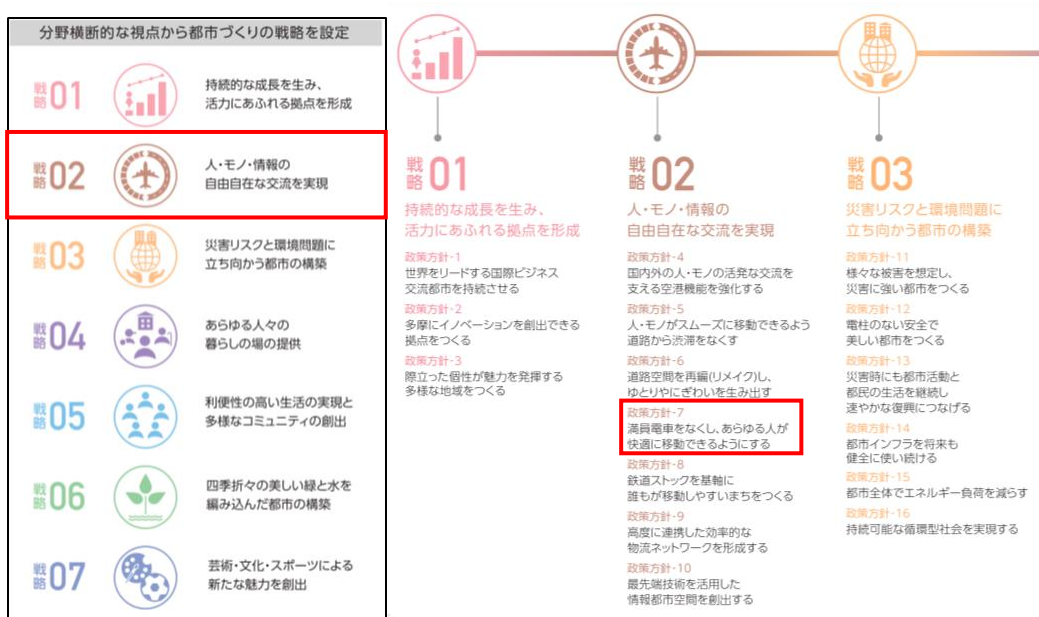 分野横断的な視点から都市づくりの戦略を設定
戦略01
持続的な成長を生み、
活力にあふれる拠点を形成
戦略02
人・モノ・情報の
自由自在な交流を実現
戦略03
災害リスクと環境問題に
立ち向かう都市の構築
戦略04
あらゆる人々の
暮らしの場の提供
戦略05
利便性の高い生活の実現と
多様なコミュニティの創出
戦略06
四季折々の美しい緑と水を
編み込んだ都市の構築
戦略07
芸術・文化・スポーツによる
新たな魅力を創出
戦略01
持続的な成長を生み、
活力にあふれる拠点を形成
政策方針-1
世界をリードする国際ビジネス
交流都市を持続させる
政策方針-2
多摩にイノベーションを創出できる
拠点をつくる
政策方針-3
際立った個性が魅力を発揮する
多様な地域をつくる
戦略02
人・モノ・情報の
自由自在な交流を実現
政策方針-4
国内外の人・モノの活発な交流を
支える空港機能を強化する
政策方針-5
人・モノがスムーズに移動できるよう
道路から渋滞をなくす
政策方針-6
道路空間を再編(リメイク)し、
ゆとりやにぎわいを生み出す
政策方針-7
満員電車をなくし、あらゆる人が
快適に移動できるようにする
政策方針-8
鉄道ストックを基軸に
誰もが移動しやすいまちをつくる
政策方針-9
高度に連携した効率的な
物流ネットワークを形成する
政策方針-10
最先端技術を活用した
情報都市空間を創出する
戦略03
災害リスクと環境問題に
立ち向かう都市の構築
政策方針-11
様々な被害を想定し、
災害に強い都市をつくる
政策方針-12
電柱のない安全で
美しい都市をつくる
政策方針-13
災害時にも都市活動と
都民の生活を継続し
速やかな復興につなげる
政策方針-14
都市インフラを将来も
健全に使い続ける
政策方針-15
都市全体でエネルギー負荷を減らす
政策方針-16
持続可能な循環型社会を実現する